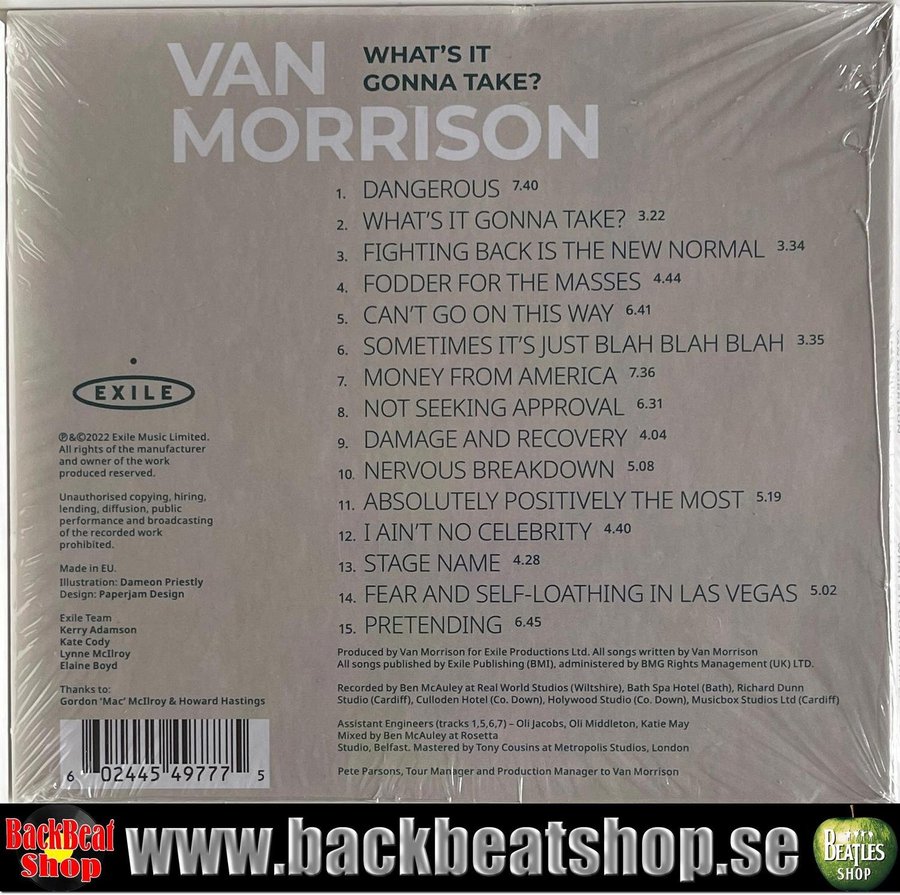 VAN
MORRISON
WHAT'S IT
GONNA TAKE?
1. DANGEROUS 7.40
2. WHAT'S IT GONNA TAKE? 3.22
3. FIGHTING BACK IS THE NEW NORMAL 3.34
4. FODDER FOR THE MASSES 4.44
5. CAN'T GO ON THIS WAY 6.41
6. SOMETIMES IT'S JUST BLAH BLAH BLAH 3.35
7. MONEY FROM AMERICA 7.36
8. NOT SEEKING APPROVAL 6.31
9. DAMAGE AND RECOVERY 4.04
10. NERVOUS BREAKDOWN 5.08
11. ABSOLUTELY POSITIVELY THE MOST 5.19
12. I AIN'T NO CELEBRITY 4.40
13. STAGE NAME 4.28
14. FEAR AND SELF-LOATHING IN LAS VEGAS 5.02
15. PRETENDING 6.45
EXILE
℗&©2022 Exile Music Limited.
All rights of the manufacturer
and owner of the work
produced reserved.
Unauthorised copying, hiring,
lending, diffusion, public
performance and broadcasting
of the recorded work
prohibited.
Made in EU.
Illustration: Dameon Priestly
Design: Paperjam Design
Exile Team
Kerry Adamson
Kate Cody
Lynne McIlroy
Elaine Boyd
Thanks to:
Gordon 'Mac' McIlroy & Howard Hastings
6 02445 49777 5
Produced by Van Morrison for Exile Productions Ltd. All songs written by Van Morrison
All songs published by Exile Publishing (BMI), administered by BMG Rights Management (UK) LTD.
Recorded by Ben McAuley at Real World Studios (Wiltshire), Bath Spa Hotel (Bath), Richard Dunn
Studio (Cardiff), Culloden Hotel (Co. Down), Holywood Studio (Co. Down), Musicbox Studios Ltd (Cardiff)
Assistant Engineers (tracks 1,5,6,7) – Oli Jacobs, Oli Middleton, Katie May
Mixed by Ben McAuley at Rosetta
Studio, Belfast. Mastered by Tony Cousins at Metropolis Studios, London
Pete Parsons, Tour Manager and Production Manager to Van Morrison
BackBeat
Shop
www.backbeatshop.se
BEATLES
SHOP